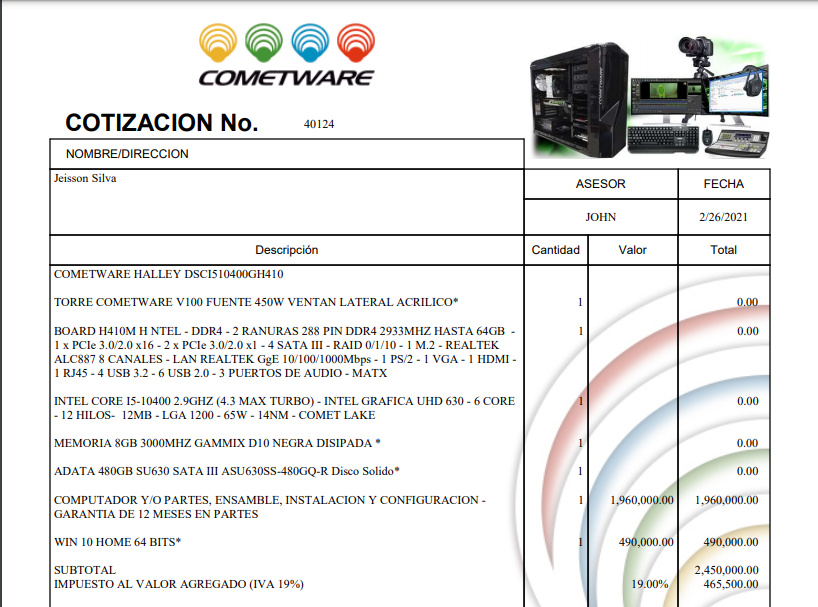 COMETWARE
COTIZACION No. 40124
NOMBRE/DIRECCION
Jeisson Silva
ASESOR FECHA
JOHN 2/26/2021
Descripción Cantidad Valor Total
COMETWARE HALLEY DSCI510400GH410
TORRE COMETWARE V100 FUENTE 450W VENTAN LATERAL ACRILICO* 1 0.00
BOARD H410M H NTEL - DDR4 - 2 RANURAS 288 PIN DDR4 2933MHZ HASTA 64GB - 1 0.00
1 x PCIe 3.0/2.0 x16 - 2 x PCIe 3.0/2.0 x1 - 4 SATA III - RAID 0/1/10 - 1 M.2 - REALTEK
ALC887 8 CANALES - LAN REALTEK GgE 10/100/1000Mbps - 1 PS/2 - 1 VGA - 1 HDMI -
1 RJ45 - 4 USB 3.2 - 6 USB 2.0 - 3 PUERTOS DE AUDIO - MATX
INTEL CORE I5-10400 2.9GHZ (4.3 MAX TURBO) - INTEL GRAFICA UHD 630 - 6 CORE 1 0.00
- 12 HILOS- 12MB - LGA 1200 - 65W - 14NM - COMET LAKE
MEMORIA 8GB 3000MHZ GAMMIX D10 NEGRA DISIPADA * 1 0.00
ADATA 480GB SU630 SATA III ASU630SS-480GQ-R Disco Solido* 1 0.00
COMPUTADOR Y/O PARTES, ENSAMBLE, INSTALACION Y CONFIGURACION - 1 1,960,000.00 1,960,000.00
GARANTIA DE 12 MESES EN PARTES
WIN 10 HOME 64 BITS* 1 490,000.00 490,000.00
SUBTOTAL 2,450,000.00
IMPUESTO AL VALOR AGREGADO (IVA 19%) 19.00% 465,500.00